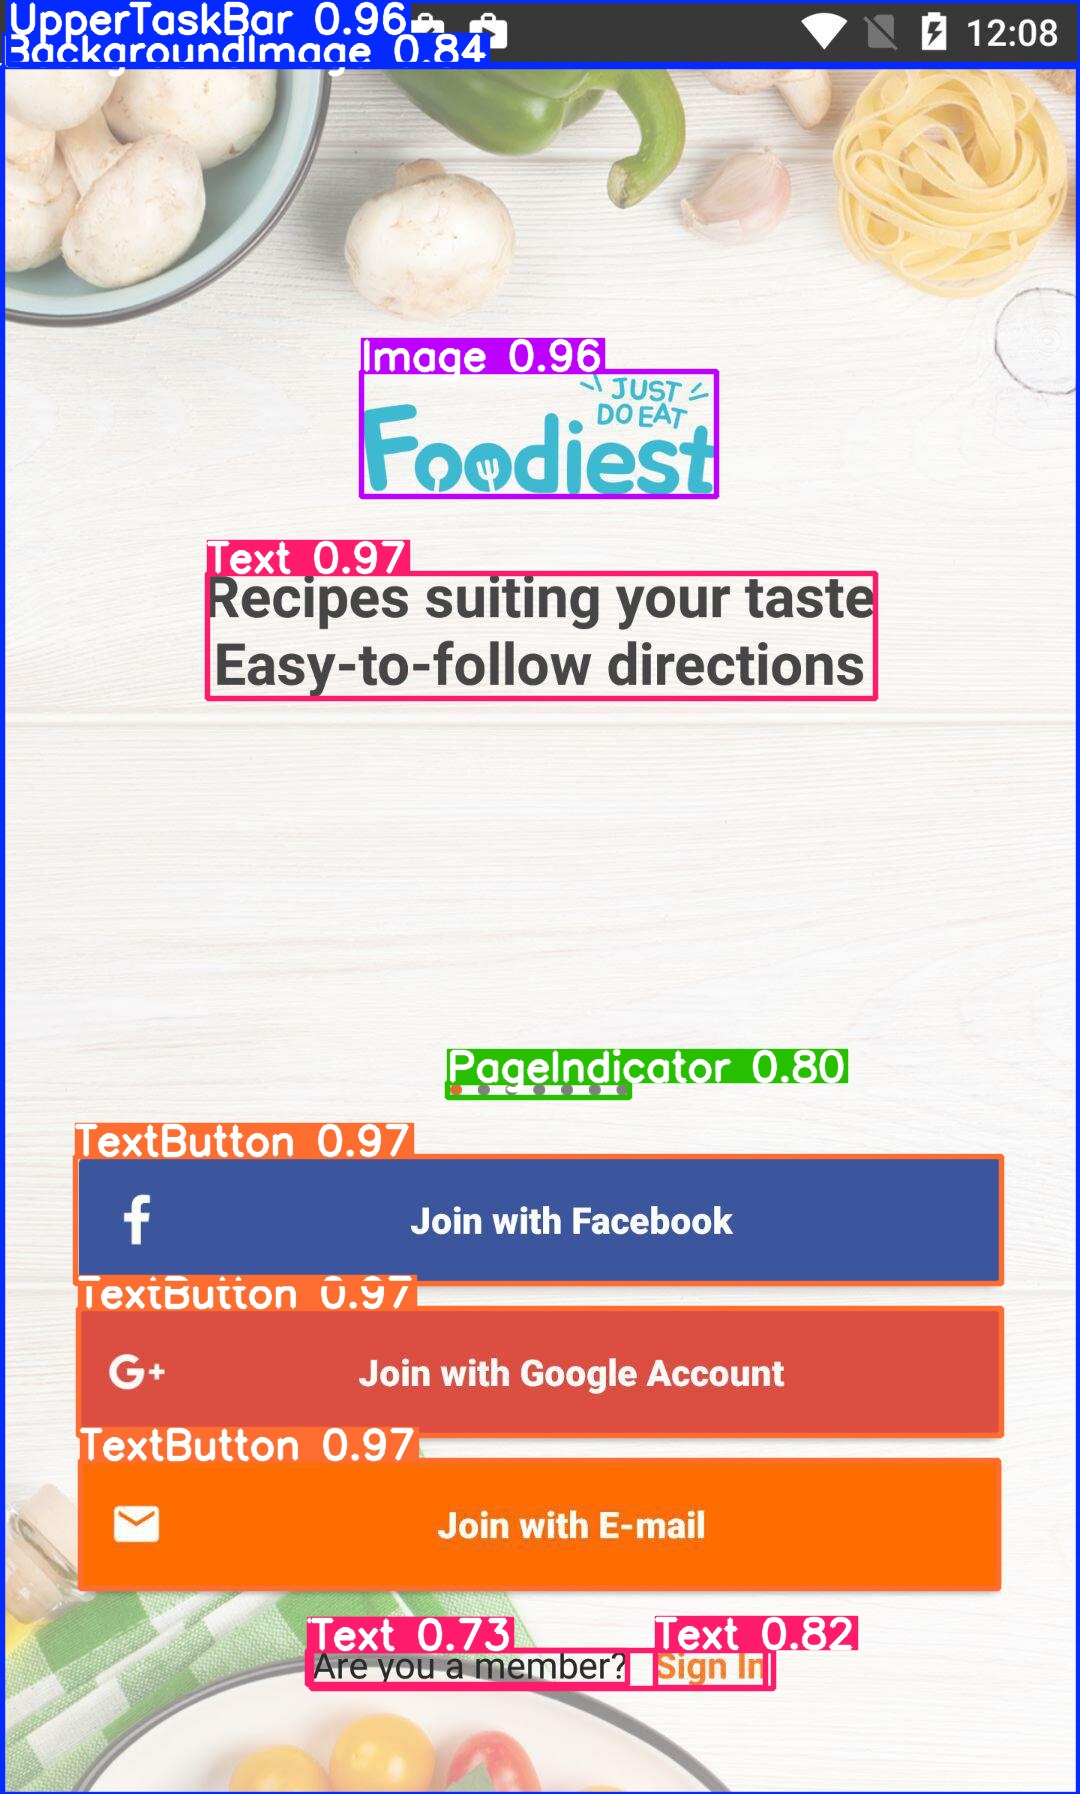 UpperTaskBar 0.96
12:08
BackgroundImage 0.84
Image 0.96
JUST
DO EAT
Foodiest
Text 0.97
Recipes suiting your taste
Easy-to-follow directions
PageIndicator 0.80
TextButton 0.97
f Join with Facebook
TextButton 0.97
G+ Join with Google Account
TextButton 0.97
Join with E-mail
Text 0.73 Text 0.82
Are you a member? Sign In